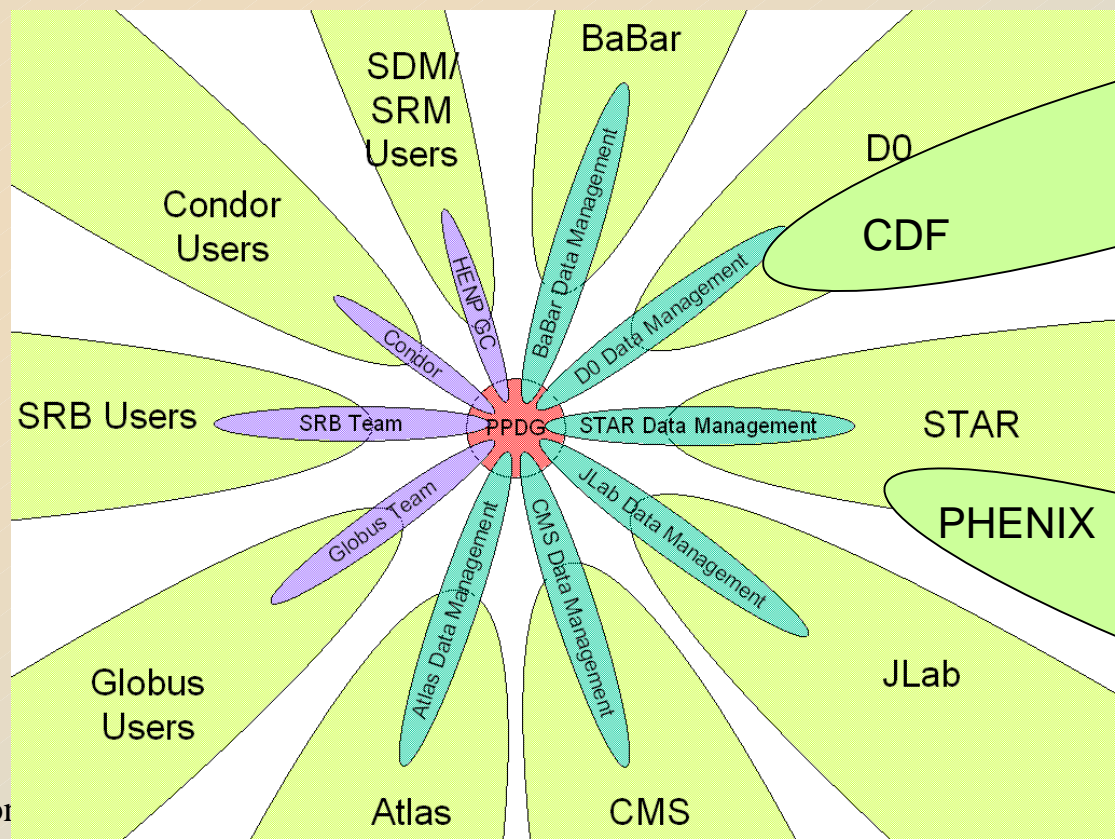 BaBar
SDM/
SRM
Users
D0
Condor
Users
CDF
BaBar Data Management
HENP GC
D0 Data Management
Condor
SRB Users
SRB Team
PPDG
STAR Data Management
STAR
JLab Data Management
Globus Team
CMS Data Management
Atlas Data Management
PHENIX
Globus
Users
JLab
Atlas
CMS